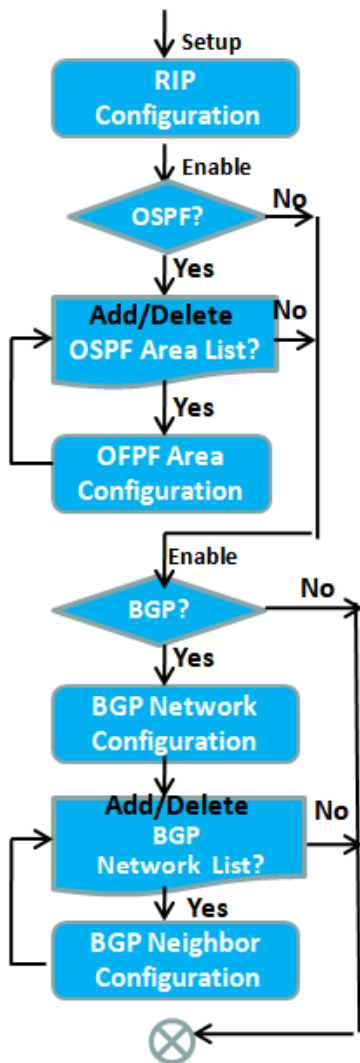 Setup
RIP
Configuration
Enable
OSPF?
No
Yes
Add/Delete
OSPF Area List?
No
Yes
OFPF Area
Configuration
Enable
BGP?
No
Yes
BGP Network
Configuration
Add/Delete
BGP
Network List?
No
Yes
BGP Neighbor
Configuration